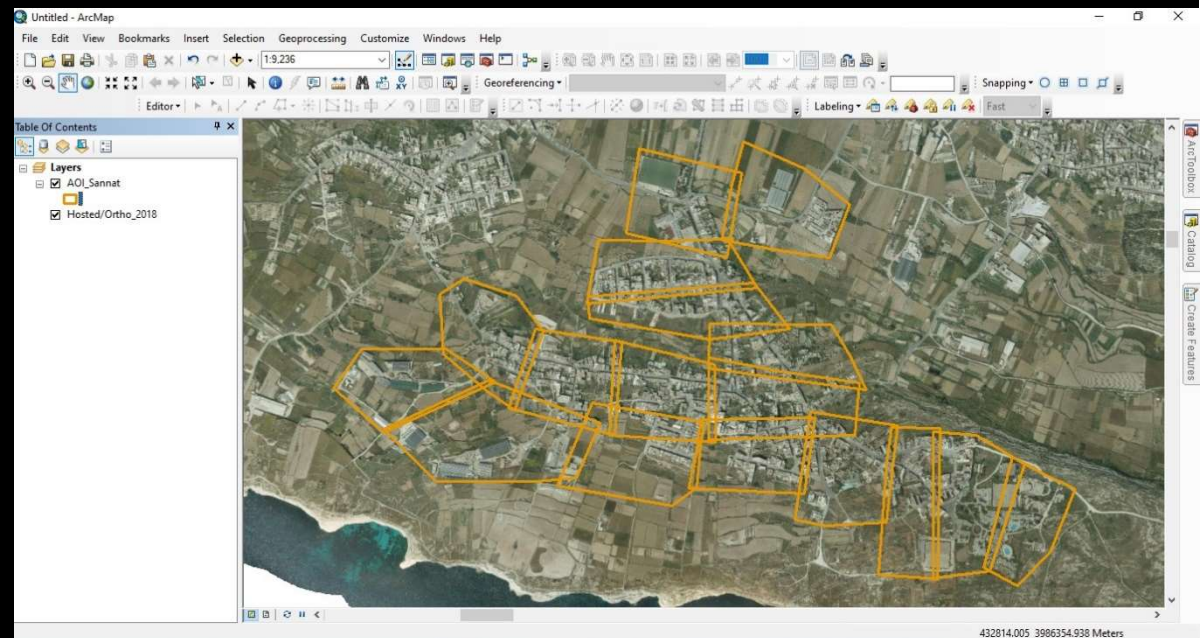 Untitled - ArcMap
File Edit View Bookmarks Insert Selection Geoprocessing Customize Windows Help
1:9,236
Georeferencing
Snapping
Editor
Labeling
Fast
Table Of Contents
Layers
AOI_Sannat
Hosted/Ortho_2018
ArcToolbox
Catalog
Create Features
432814.005 3986354.938 Meters